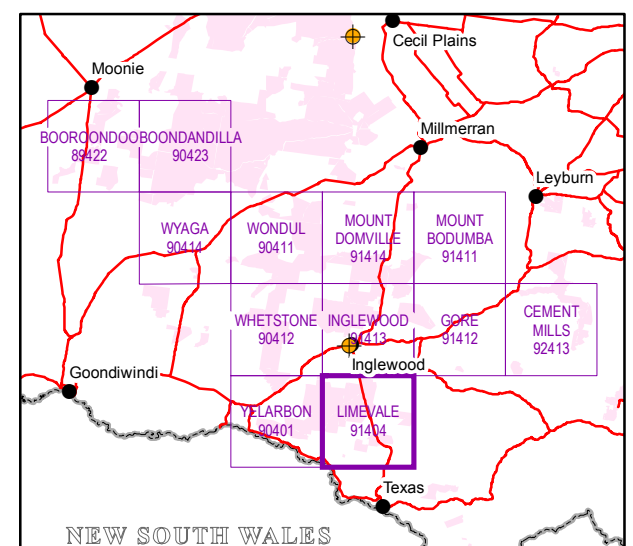 Cecil Plains
Moonie
Millmerran
BOOROONDOO
89422
BOONDANDILLA
90423
Leyburn
WYAGA
90414
WONDUL
90411
MOUNT
DOMVILLE
91414
MOUNT
BODUMBA
91411
WHETSTONE
90412
INGLEWOOD
91413
GORE
91412
CEMENT
MILLS
92413
Inglewood
Goondiwindi
YELARBON
90401
LIMEVALE
91404
Texas
NEW SOUTH WALES